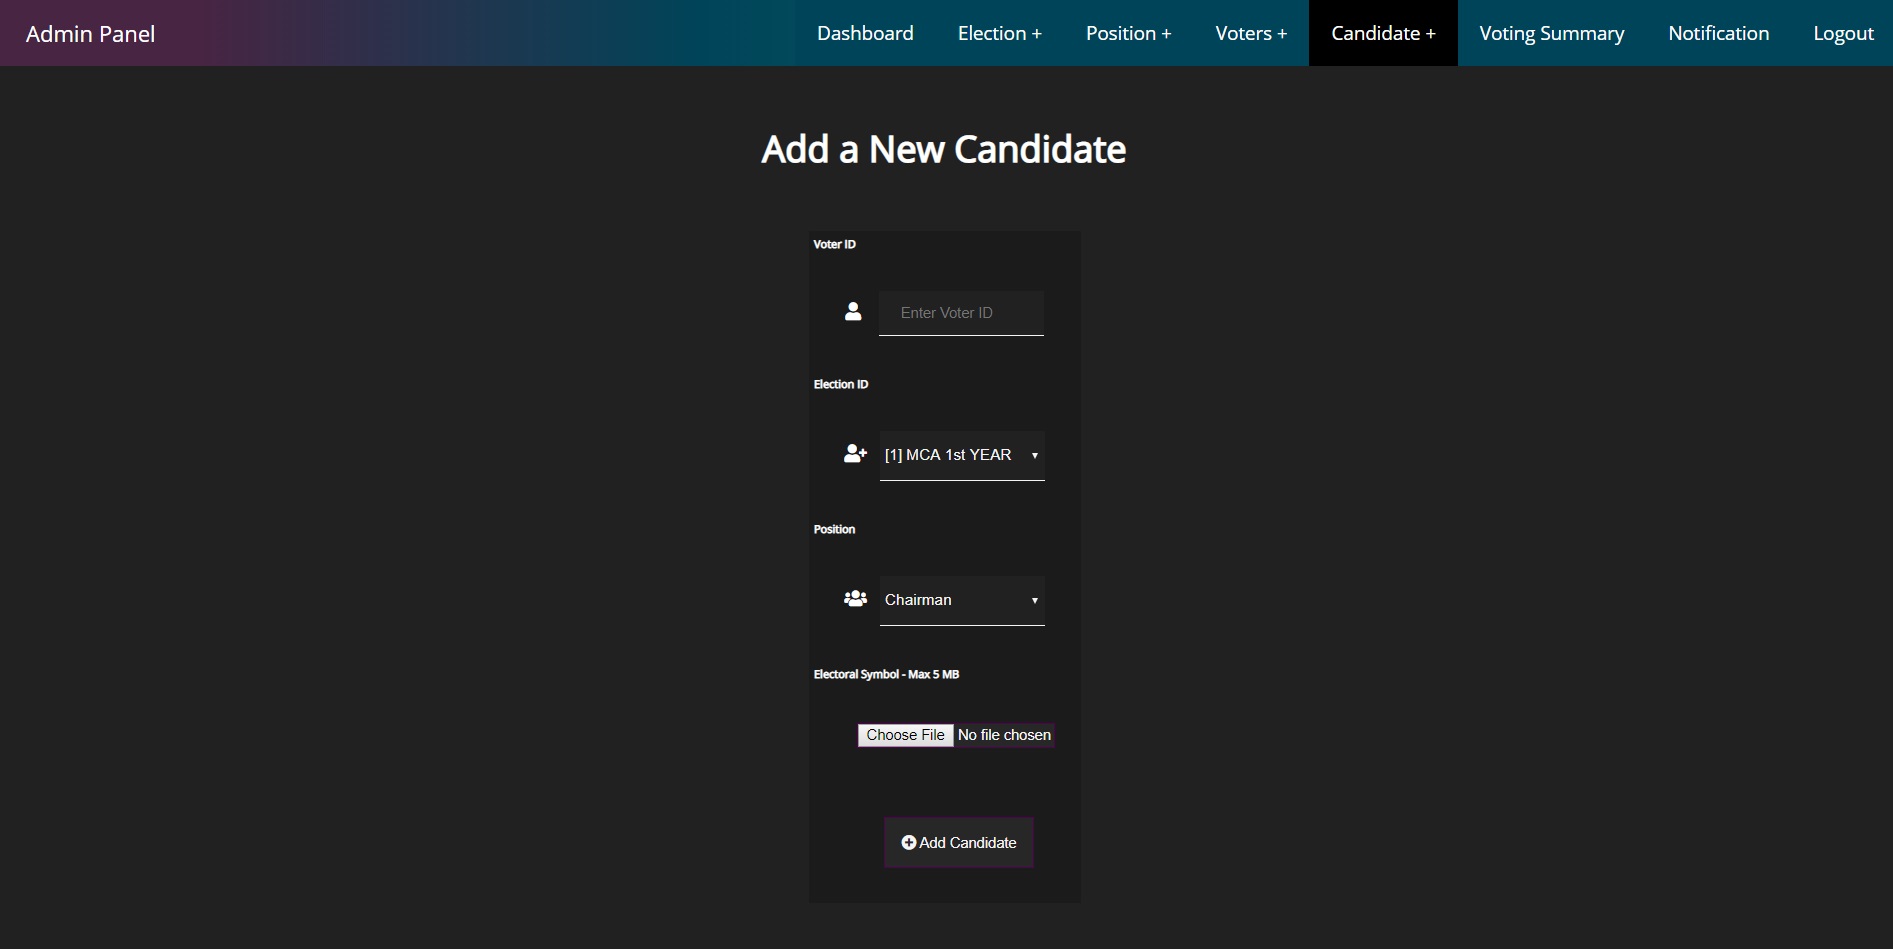 Admin Panel Dashboard Election + Position + Voters + Candidate + Voting Summary Notification Logout
Add a New Candidate
Voter ID
Enter Voter ID
Election ID
[1] MCA 1st YEAR
Position
Chairman
Electoral Symbol - Max 5 MB
Choose File No file chosen
Add Candidate